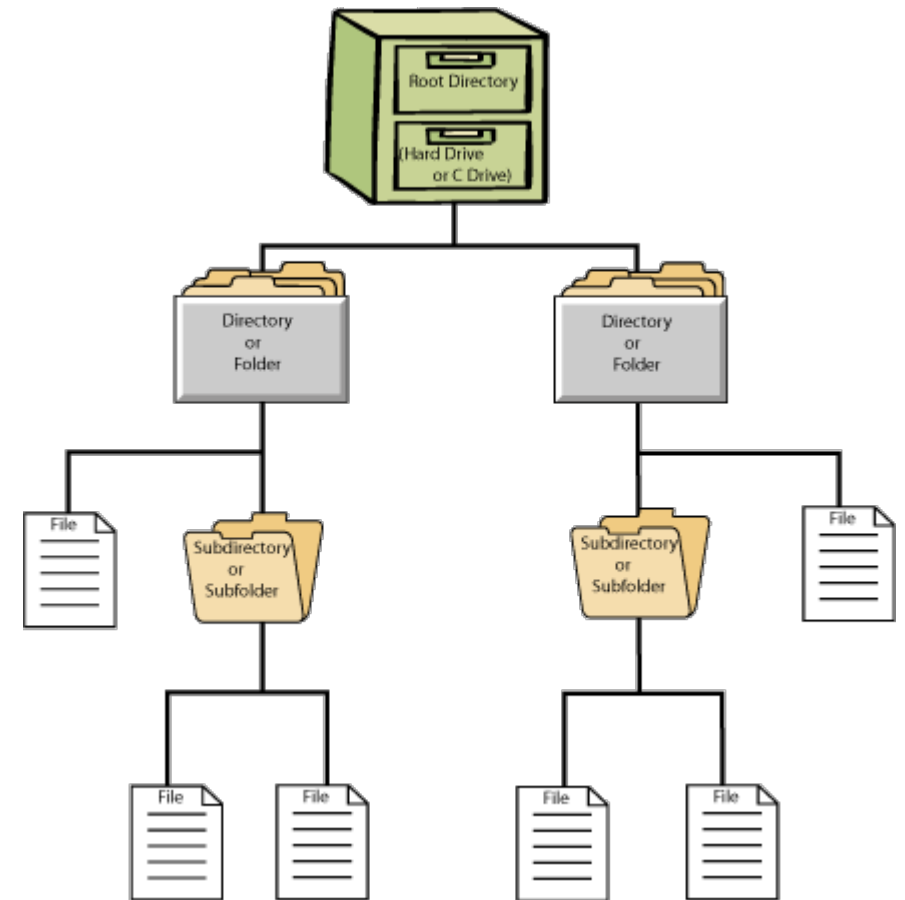 Root Directory
(Hard Drive
or C Drive)
Directory
or
Folder
Directory
or
Folder
File
Subdirectory
or
Subfolder
Subdirectory
or
Subfolder
File
File
File
File
File